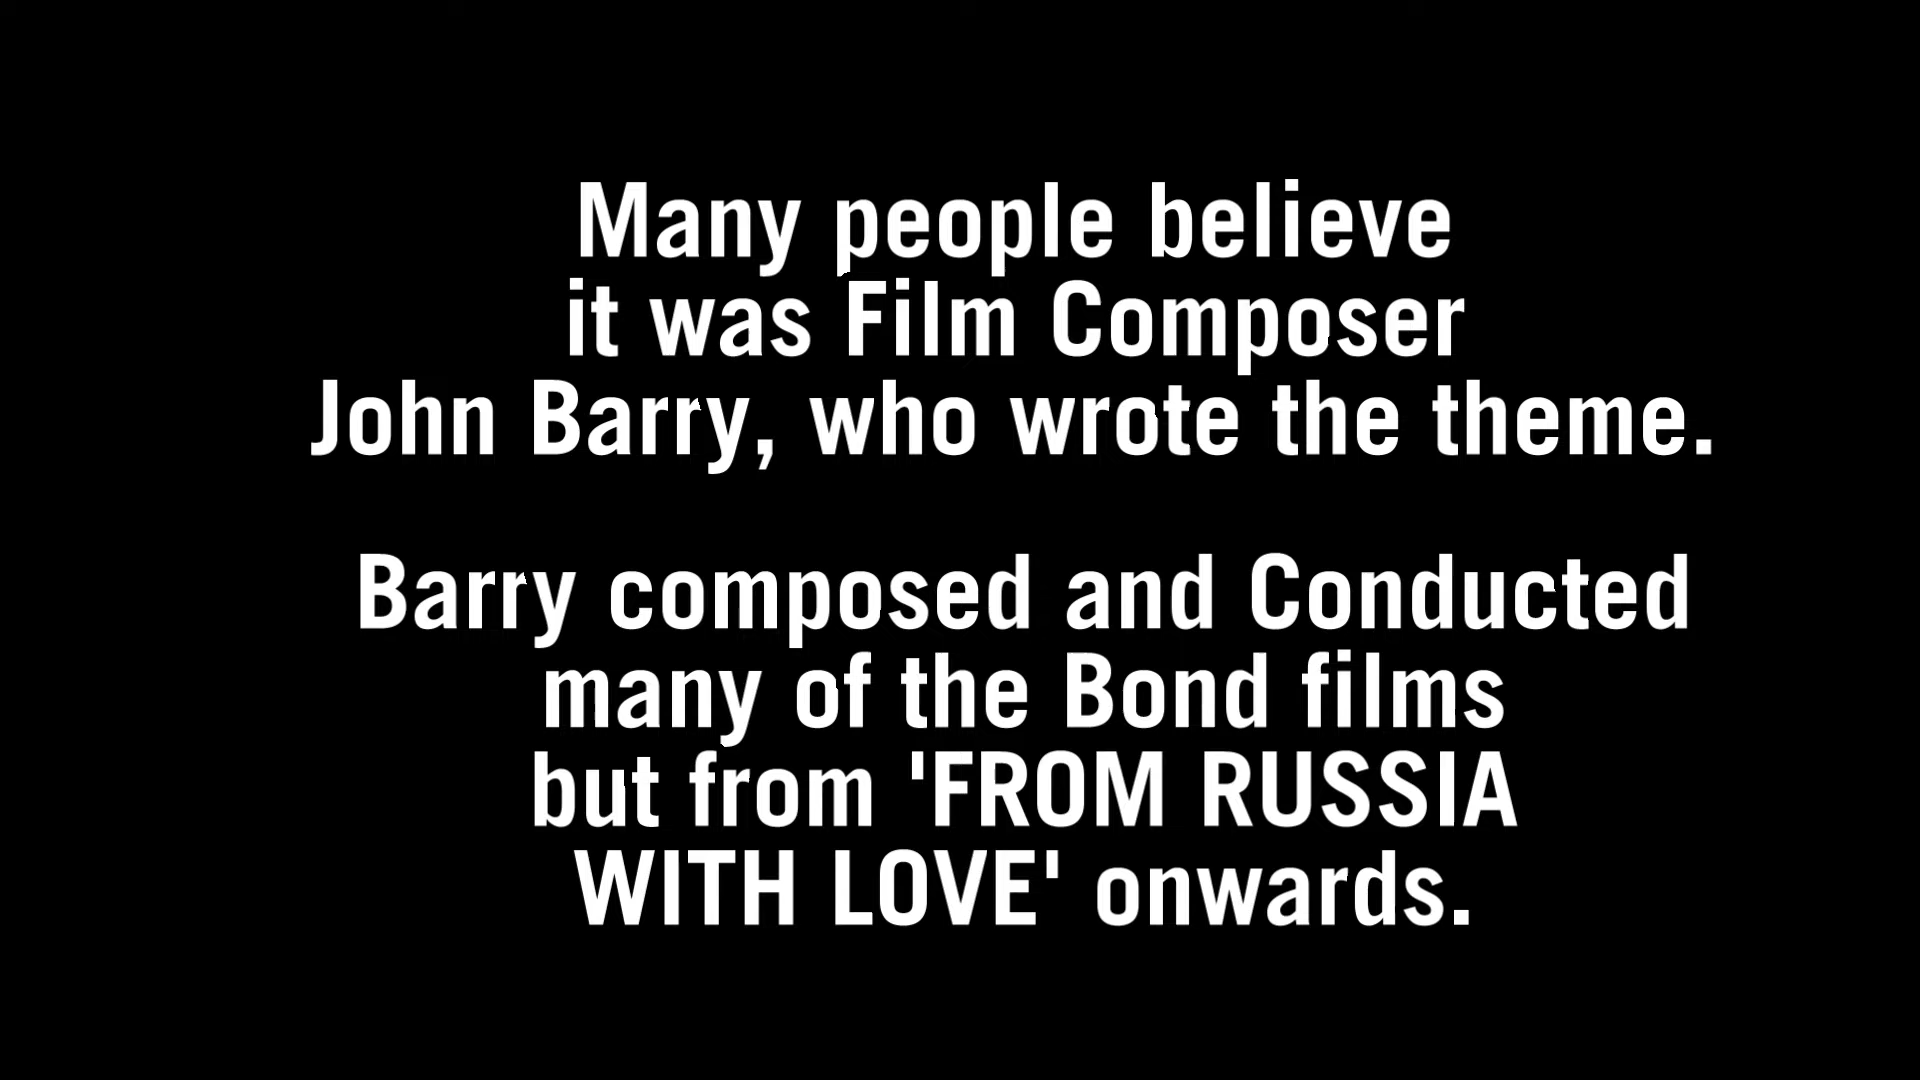 Many people believe
it was Film Composer
John Barry, who wrote the theme.
Barry composed and Conducted
many of the Bond films
but from 'FROM RUSSIA
WITH LOVE' onwards.